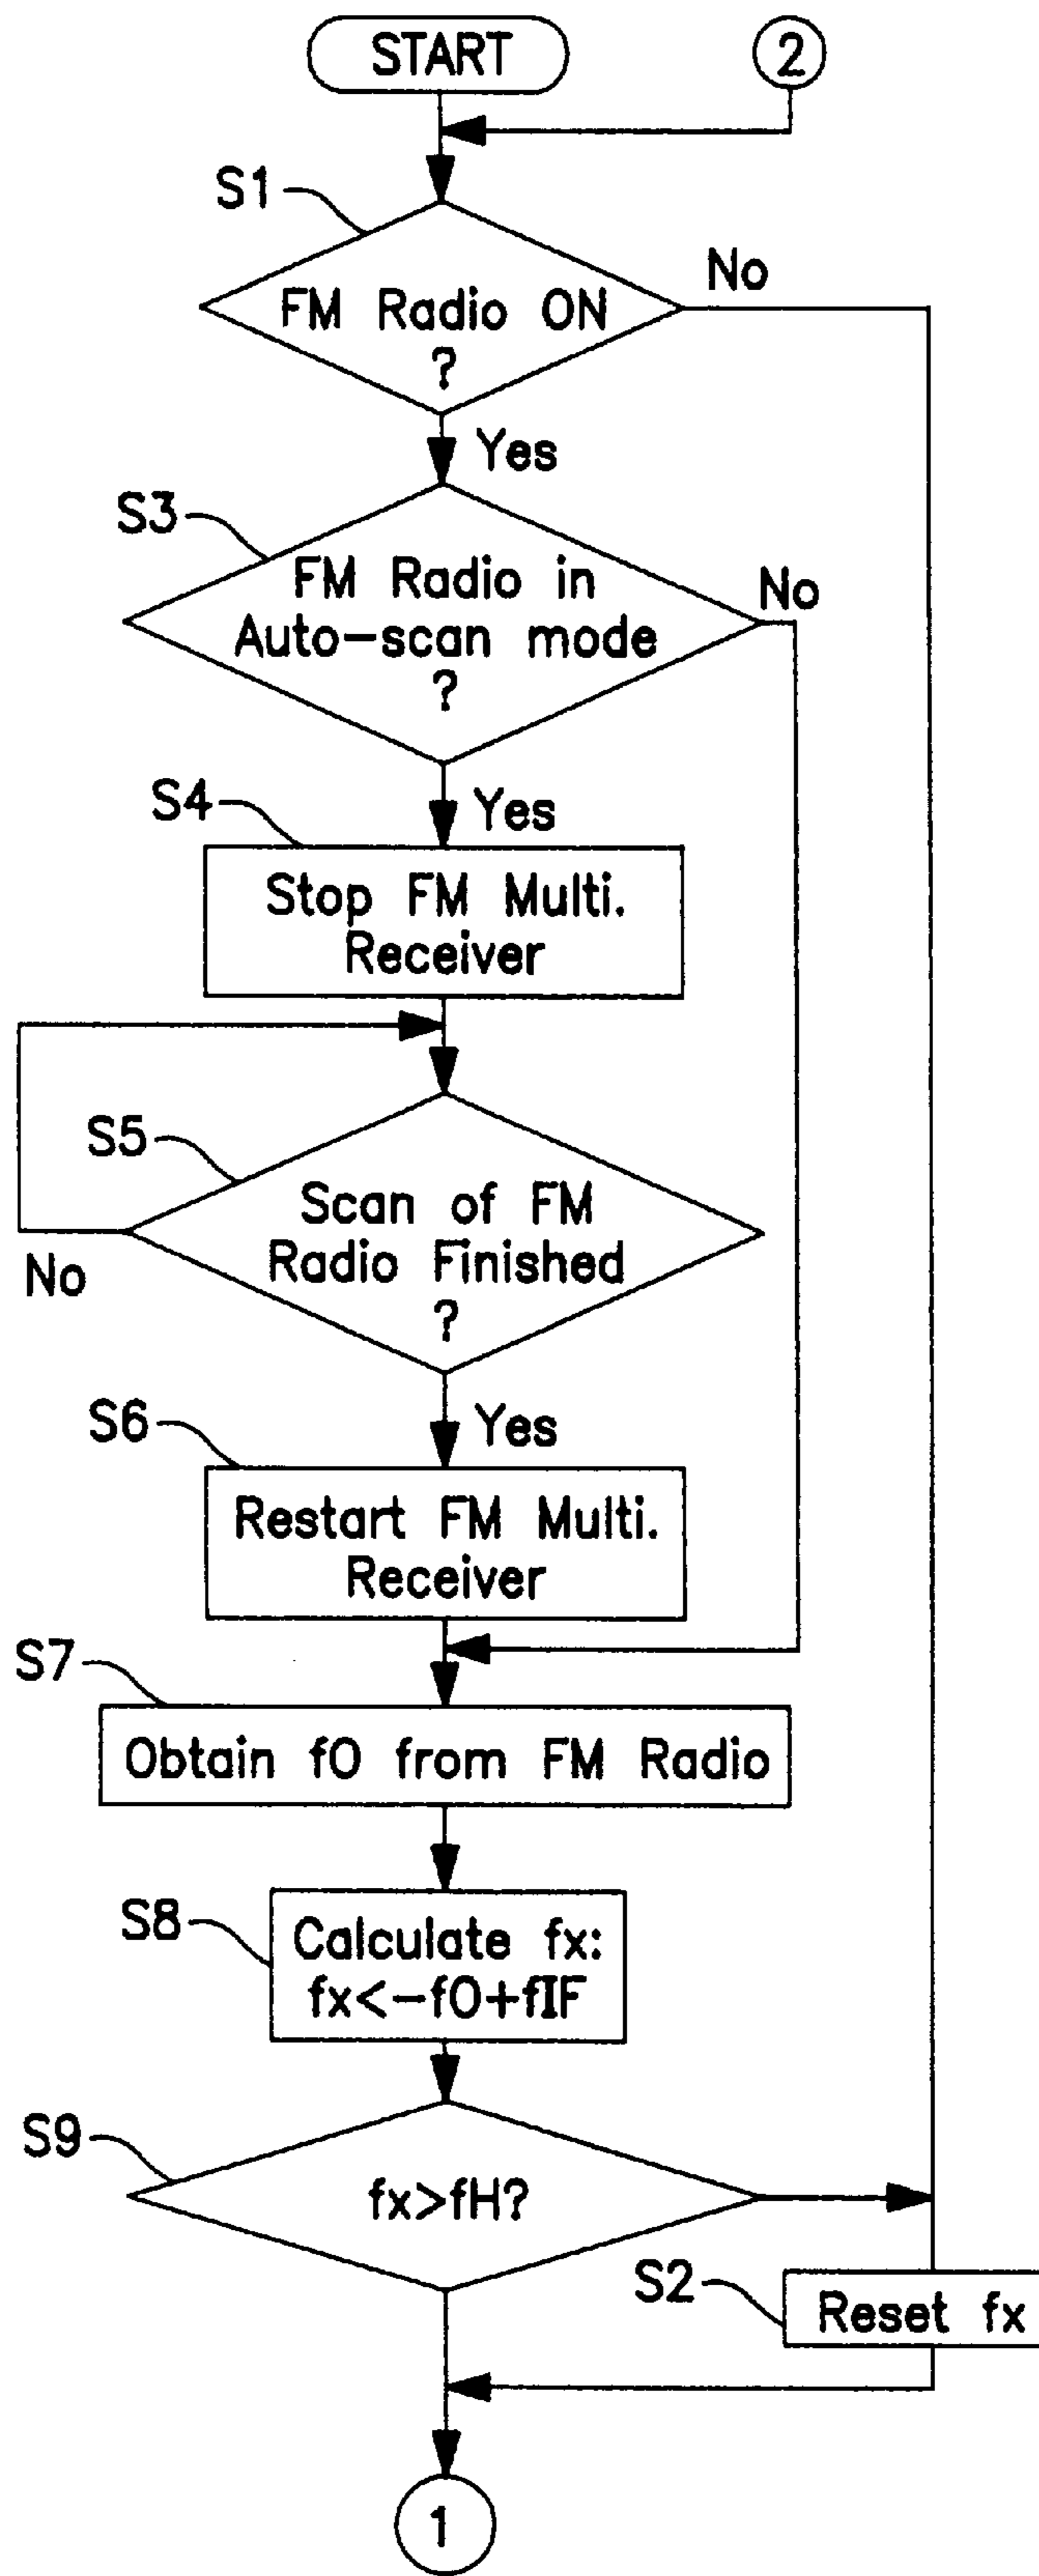 START
2
S1
FM Radio ON
?
No
Yes
S3
FM Radio in
Auto-scan mode
?
No
Yes
S4
Stop FM Multi.
Receiver
S5
Scan of FM
Radio Finished
?
No
Yes
S6
Restart FM Multi.
Receiver
S7
Obtain fO from FM Radio
S8
Calculate fx:
fx<-fO+fIF
S9
fx>fH?
S2
Reset fx
1